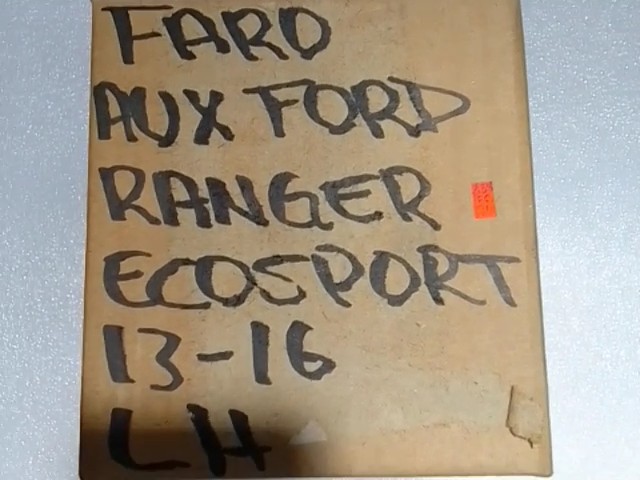 FARO
AUX FORD
RANGER
ECOSPORT
13-16
LH